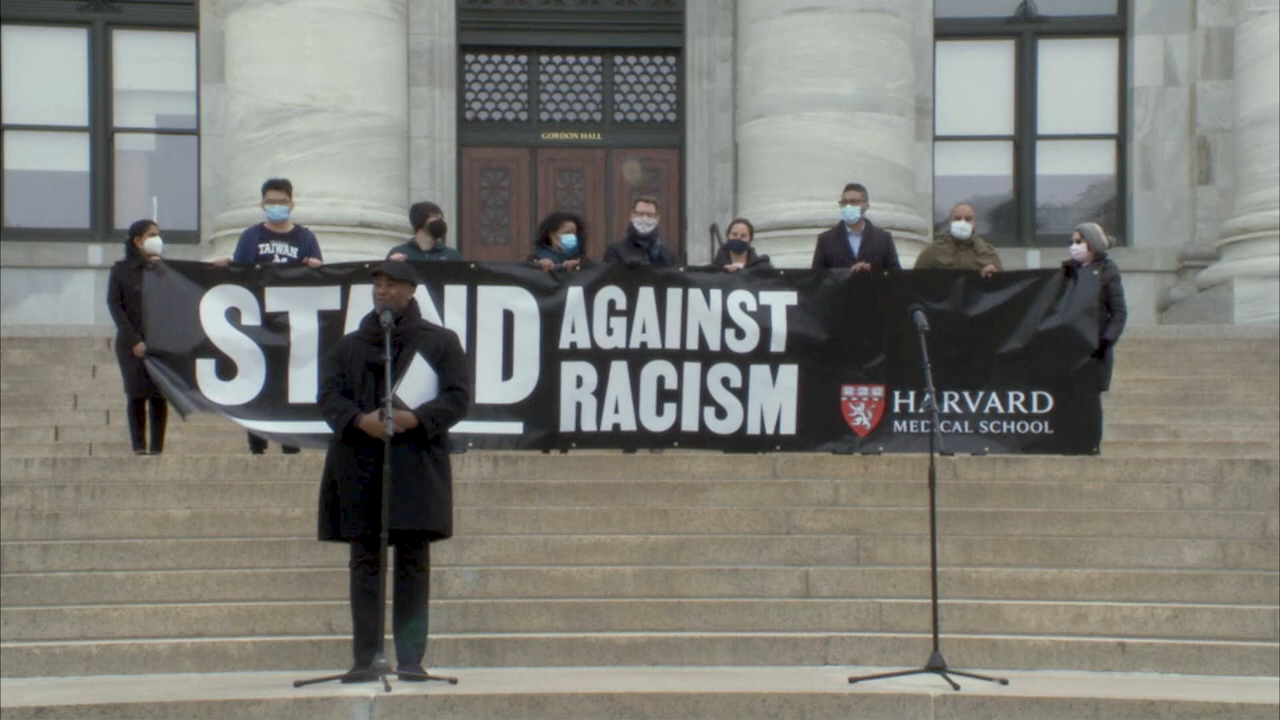 GORDON HALL
TAIWAN
STAND
AGAINST
RACISM
HARVARD
MEDICAL SCHOOL